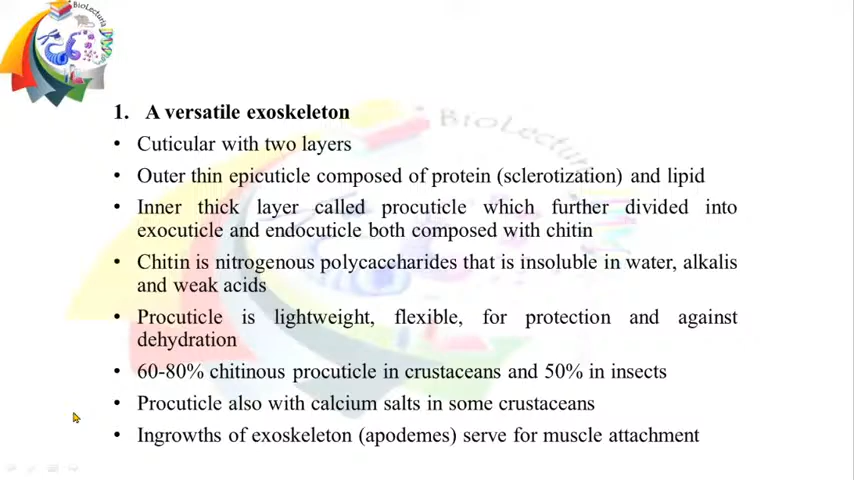 BioLecturia
1. A versatile exoskeleton
• Cuticular with two layers
• Outer thin epicuticle composed of protein (sclerotization) and lipid
• Inner thick layer called procuticle which further divided into
exocuticle and endocuticle both composed with chitin
• Chitin is nitrogenous polycaccharides that is insoluble in water, alkalis
and weak acids
• Procuticle is lightweight, flexible, for protection and against
dehydration
• 60-80% chitinous procuticle in crustaceans and 50% in insects
• Procuticle also with calcium salts in some crustaceans
• Ingrowths of exoskeleton (apodemes) serve for muscle attachment